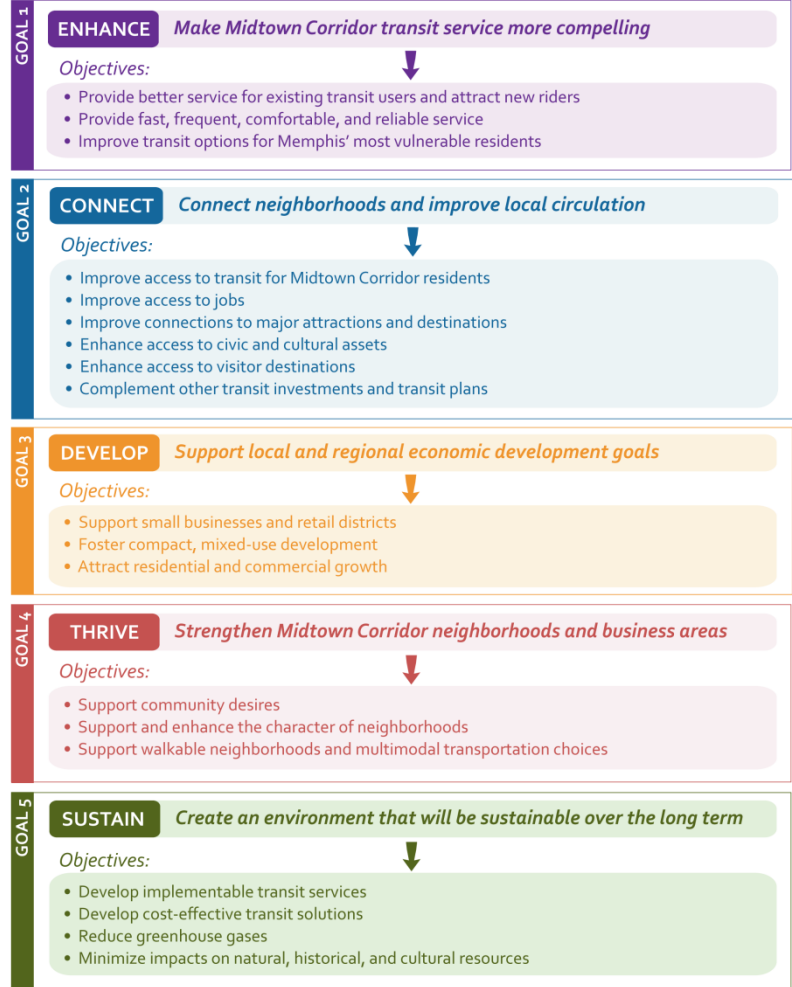 GOAL 1
ENHANCE Make Midtown Corridor transit service more compelling
Objectives:
• Provide better service for existing transit users and attract new riders
• Provide fast, frequent, comfortable, and reliable service
• Improve transit options for Memphis’ most vulnerable residents
GOAL 2
CONNECT Connect neighborhoods and improve local circulation
Objectives:
• Improve access to transit for Midtown Corridor residents
• Improve access to jobs
• Improve connections to major attractions and destinations
• Enhance access to civic and cultural assets
• Enhance access to visitor destinations
• Complement other transit investments and transit plans
GOAL 3
DEVELOP Support local and regional economic development goals
Objectives:
• Support small businesses and retail districts
• Foster compact, mixed-use development
• Attract residential and commercial growth
GOAL 4
THRIVE Strengthen Midtown Corridor neighborhoods and business areas
Objectives:
• Support community desires
• Support and enhance the character of neighborhoods
• Support walkable neighborhoods and multimodal transportation choices
GOAL 5
SUSTAIN Create an environment that will be sustainable over the long term
Objectives:
• Develop implementable transit services
• Develop cost-effective transit solutions
• Reduce greenhouse gases
• Minimize impacts on natural, historical, and cultural resources